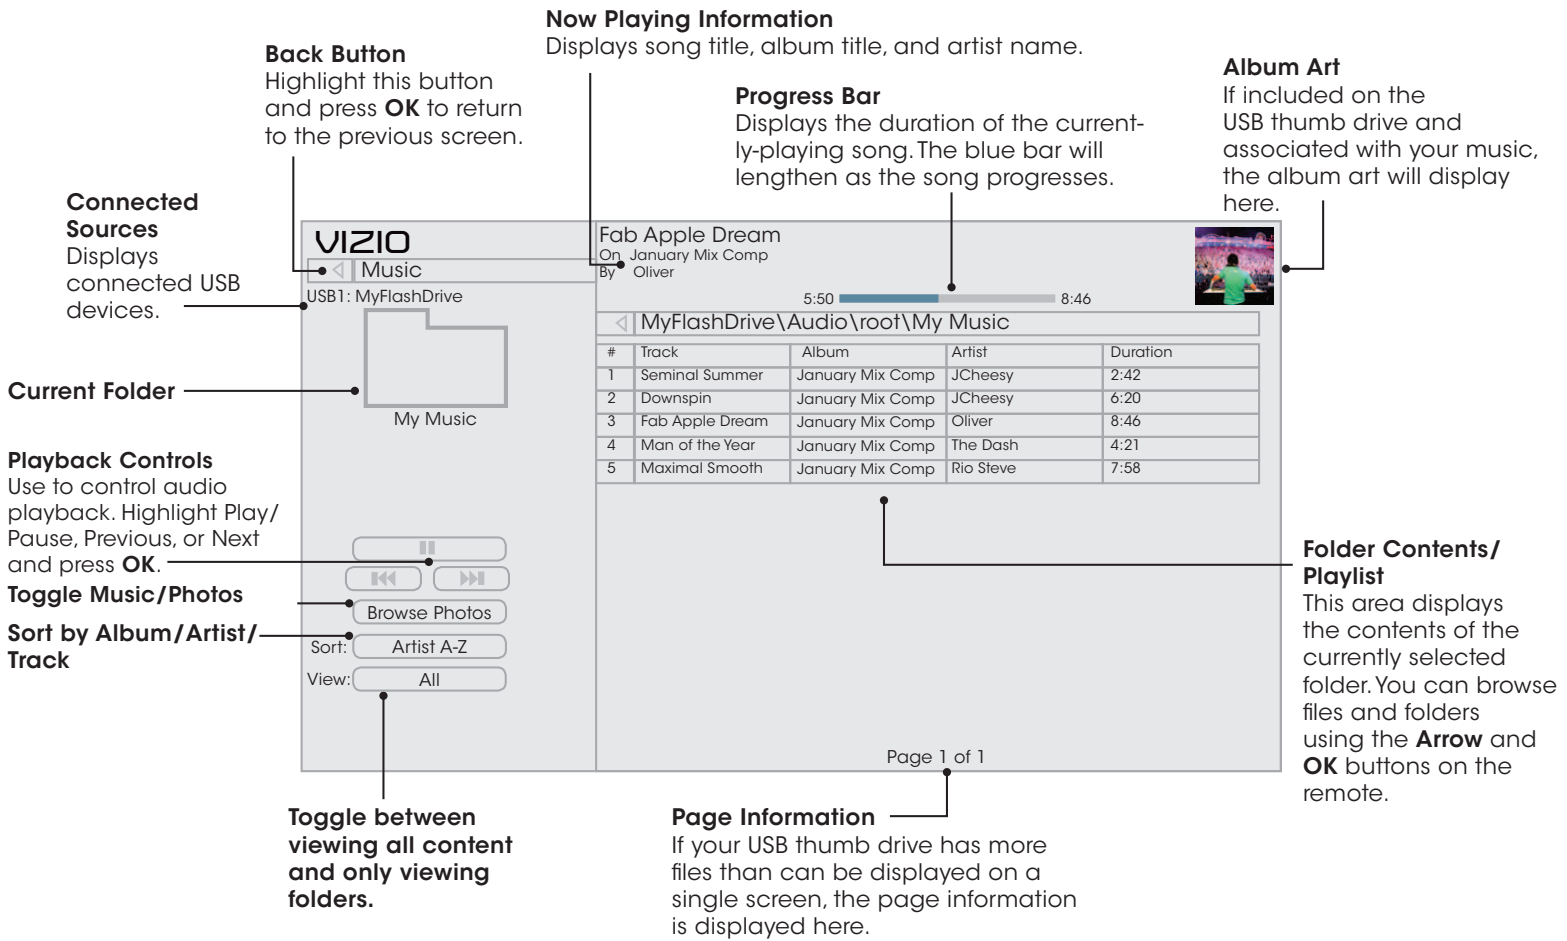 Now Playing Information
Displays song title, album title, and artist name.
Back Button
Highlight this button
and press OK to return
to the previous screen.
Progress Bar
Displays the duration of the current-
ly-playing song. The blue bar will
lengthen as the song progresses.
Album Art
If included on the
USB thumb drive and
associated with your music,
the album art will display
here.
Connected
Sources
Displays
connected USB
devices.
Current Folder
Playback Controls
Use to control audio
playback. Highlight Play/
Pause, Previous, or Next
and press OK.
Toggle Music/Photos
Sort by Album/Artist/
Track
VIZIO
Music
USB1: MyFlashDrive
My Music
Browse Photos
Sort: Artist A-Z
View: All
Fab Apple Dream
On January Mix Comp
By Oliver
5:50 8:46
MyFlashDrive\Audio\root\My Music
# Track Album Artist Duration
1 Seminal Summer January Mix Comp JCheesy 2:42
2 Downspin January Mix Comp JCheesy 6:20
3 Fab Apple Dream January Mix Comp Oliver 8:46
4 Man of the Year January Mix Comp The Dash 4:21
5 Maximal Smooth January Mix Comp Rio Steve 7:58
Page 1 of 1
Folder Contents/
Playlist
This area displays
the contents of the
currently selected
folder. You can browse
files and folders
using the Arrow and
OK buttons on the
remote.
Toggle between
viewing all content
and only viewing
folders.
Page Information
If your USB thumb drive has more
files than can be displayed on a
single screen, the page information
is displayed here.